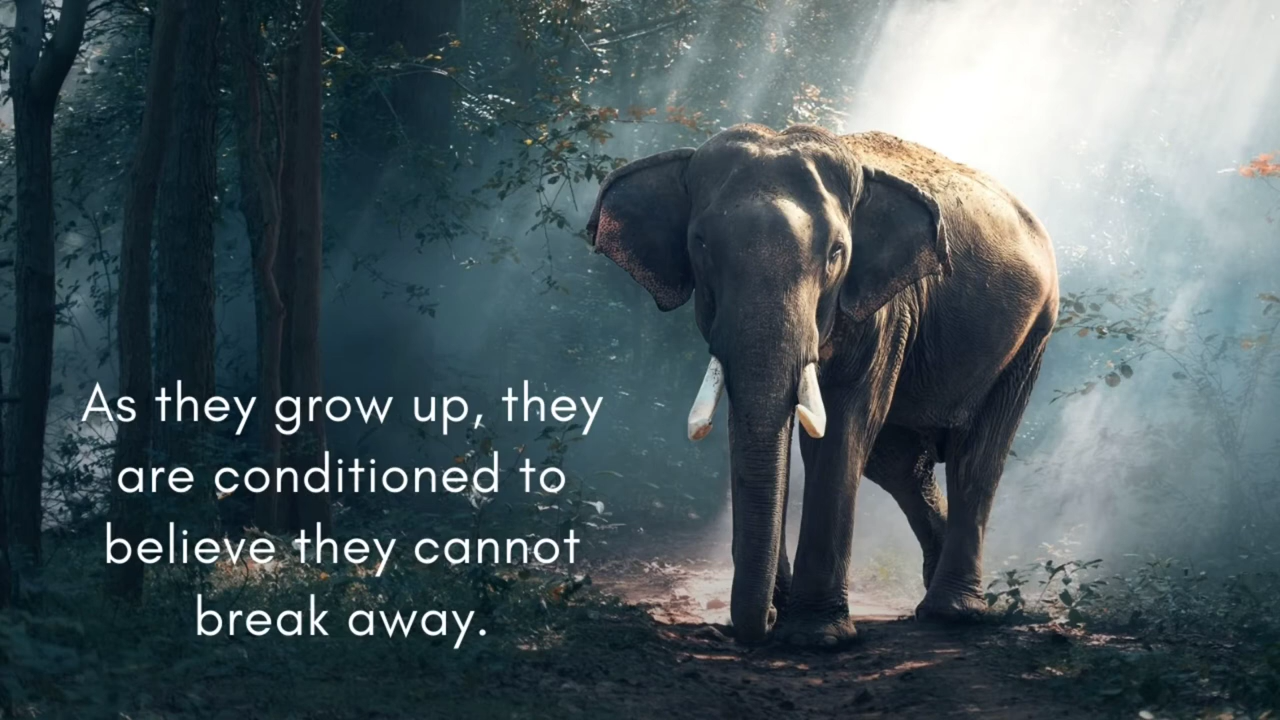 As they grow up, they
are conditioned to
believe they cannot
break away.